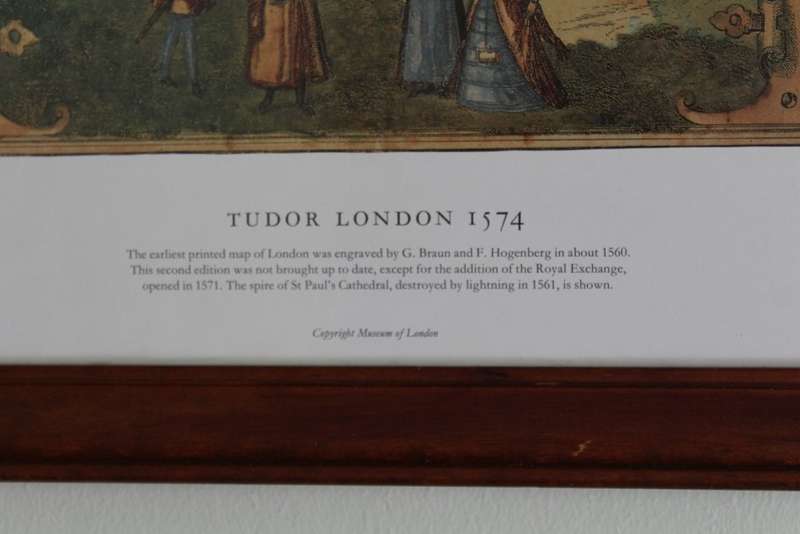 TUDOR LONDON 1574
The earliest printed map of London was engraved by G. Braun and F. Hogenberg in about 1560.
This second edition was not brought up to date, except for the addition of the Royal Exchange,
opened in 1571. The spire of St Paul's Cathedral, destroyed by lightning in 1561, is shown.
Copyright Museum of London